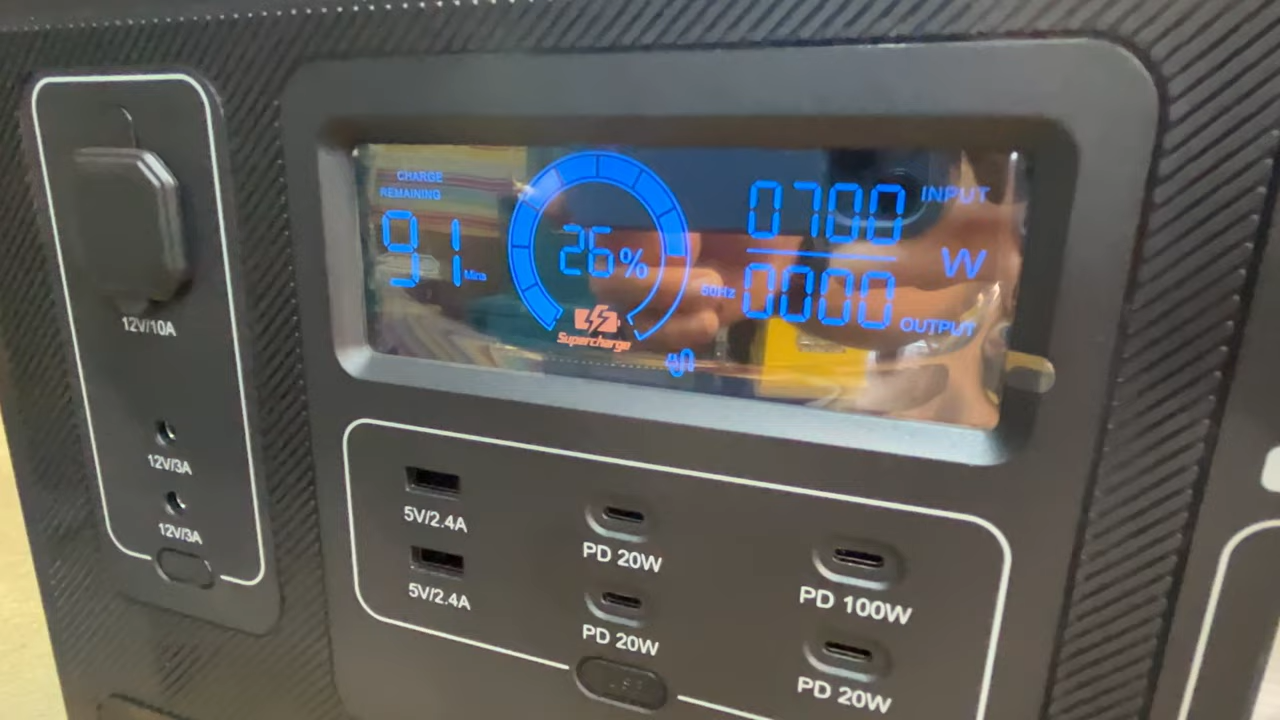 CHARGE
REMAINING
91 Mins
26%
Supercharge
0700 INPUT
W
50Hz 0000 OUTPUT
12V/10A
12V/3A
12V/3A
5V/2.4A
5V/2.4A
PD 20W
PD 20W
PD 100W
PD 20W